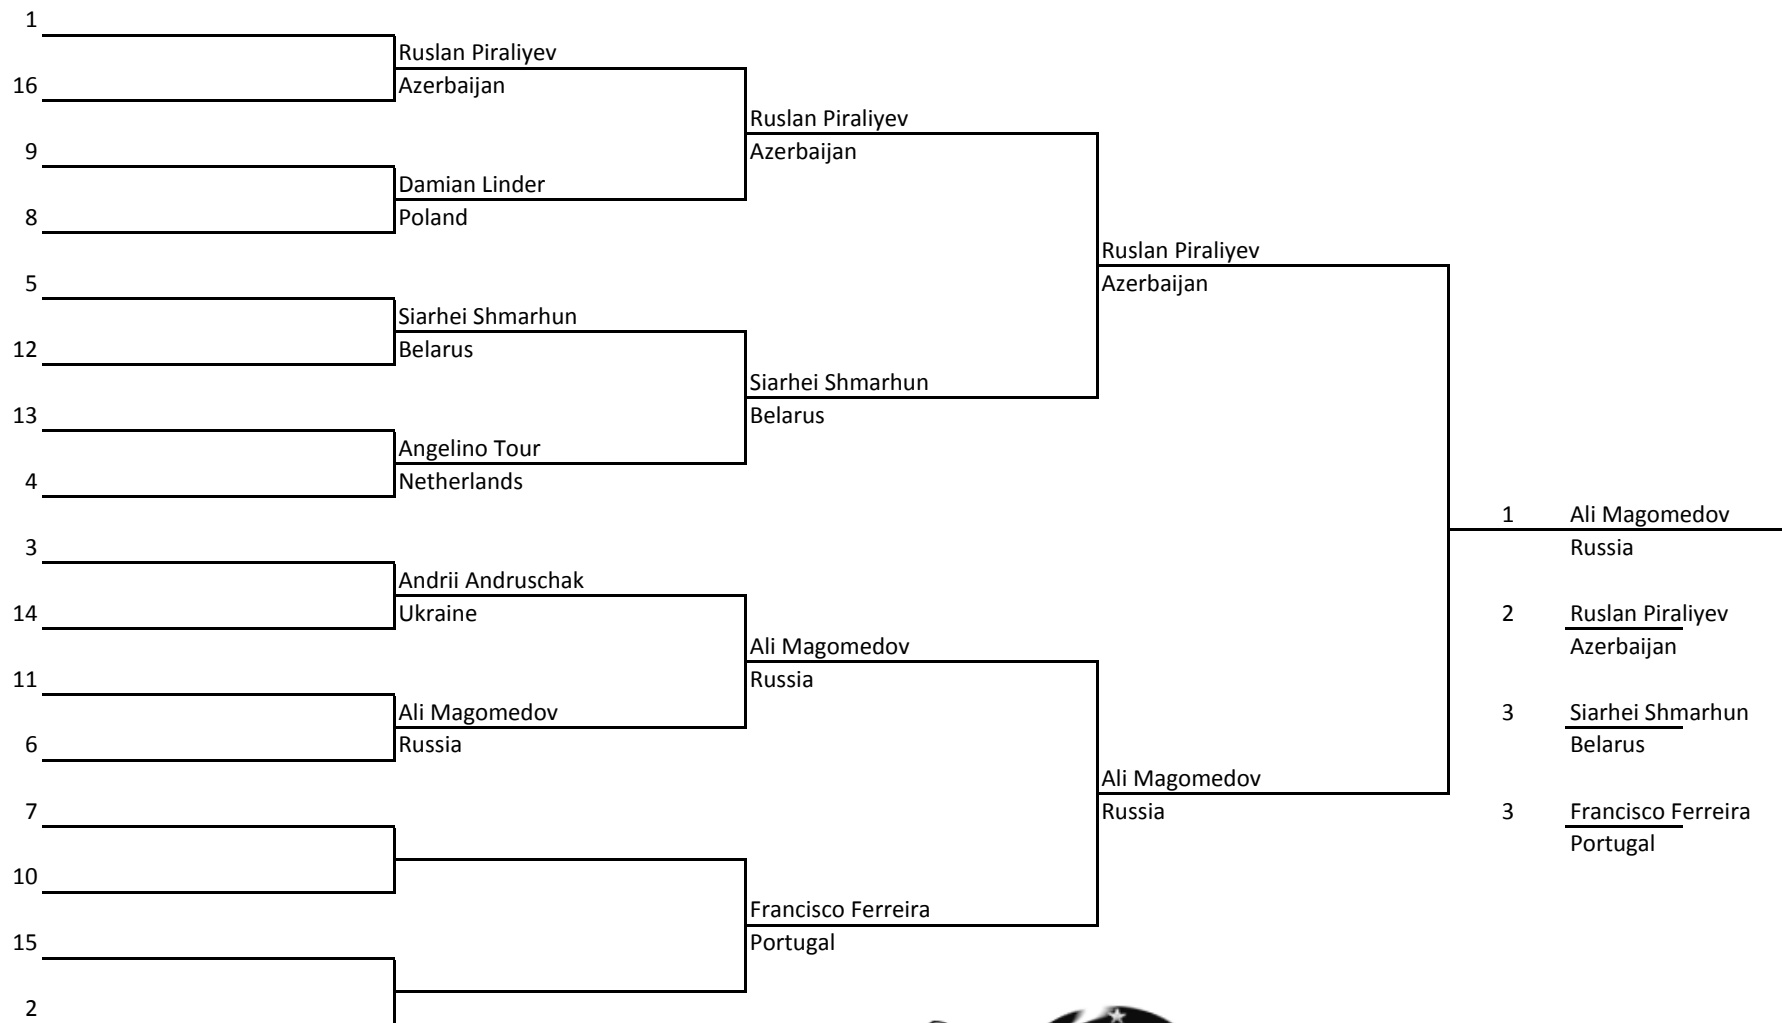 1
Ruslan Piraliyev
16
Azerbaijan
Ruslan Piraliyev
9
Azerbaijan
Damian Linder
8
Poland
Ruslan Piraliyev
5
Azerbaijan
Siarhei Shmarhun
12
Belarus
Siarhei Shmarhun
13
Belarus
Angelino Tour
4
Netherlands
1 Ali Magomedov
3
Russia
Andrii Andruschak
14
Ukraine
2 Ruslan Piraliyev
Ali Magomedov
Azerbaijan
11
Russia
Ali Magomedov
3 Siarhei Shmarhun
6
Russia
Belarus
Ali Magomedov
7
Russia
3 Francisco Ferreira
Portugal
10
Francisco Ferreira
15
Portugal
2